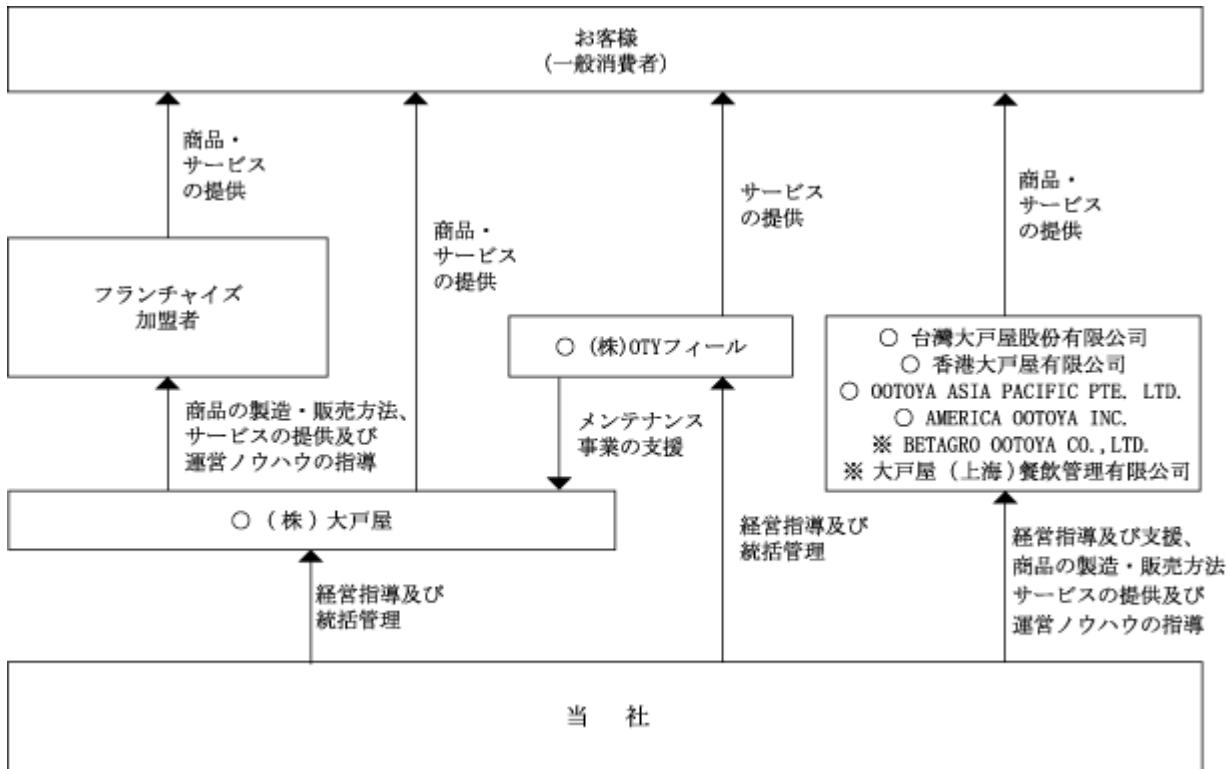 お客様
(一般消費者)
商品・
サービス
の提供
商品・
サービス
の提供
サービス
の提供
商品・
サービス
の提供
フランチャイズ
加盟者
○ (株)OTYフィール
○ 台灣大戸屋股份有限公司
○ 香港大戸屋有限公司
○ OOTOYA ASIA PACIFIC PTE. LTD.
○ AMERICA OOTOYA INC.
※ BETAGRO OOTOYA CO.,LTD.
※ 大戸屋（上海）餐飲管理有限公司
商品の製造・販売方法、
サービスの提供及び
運営ノウハウの指導
メンテナンス
事業の支援
○ (株)大戸屋
経営指導及び
統括管理
経営指導及び
統括管理
経営指導及び支援、
商品の製造・販売方法
サービスの提供及び
運営ノウハウの指導
当 社